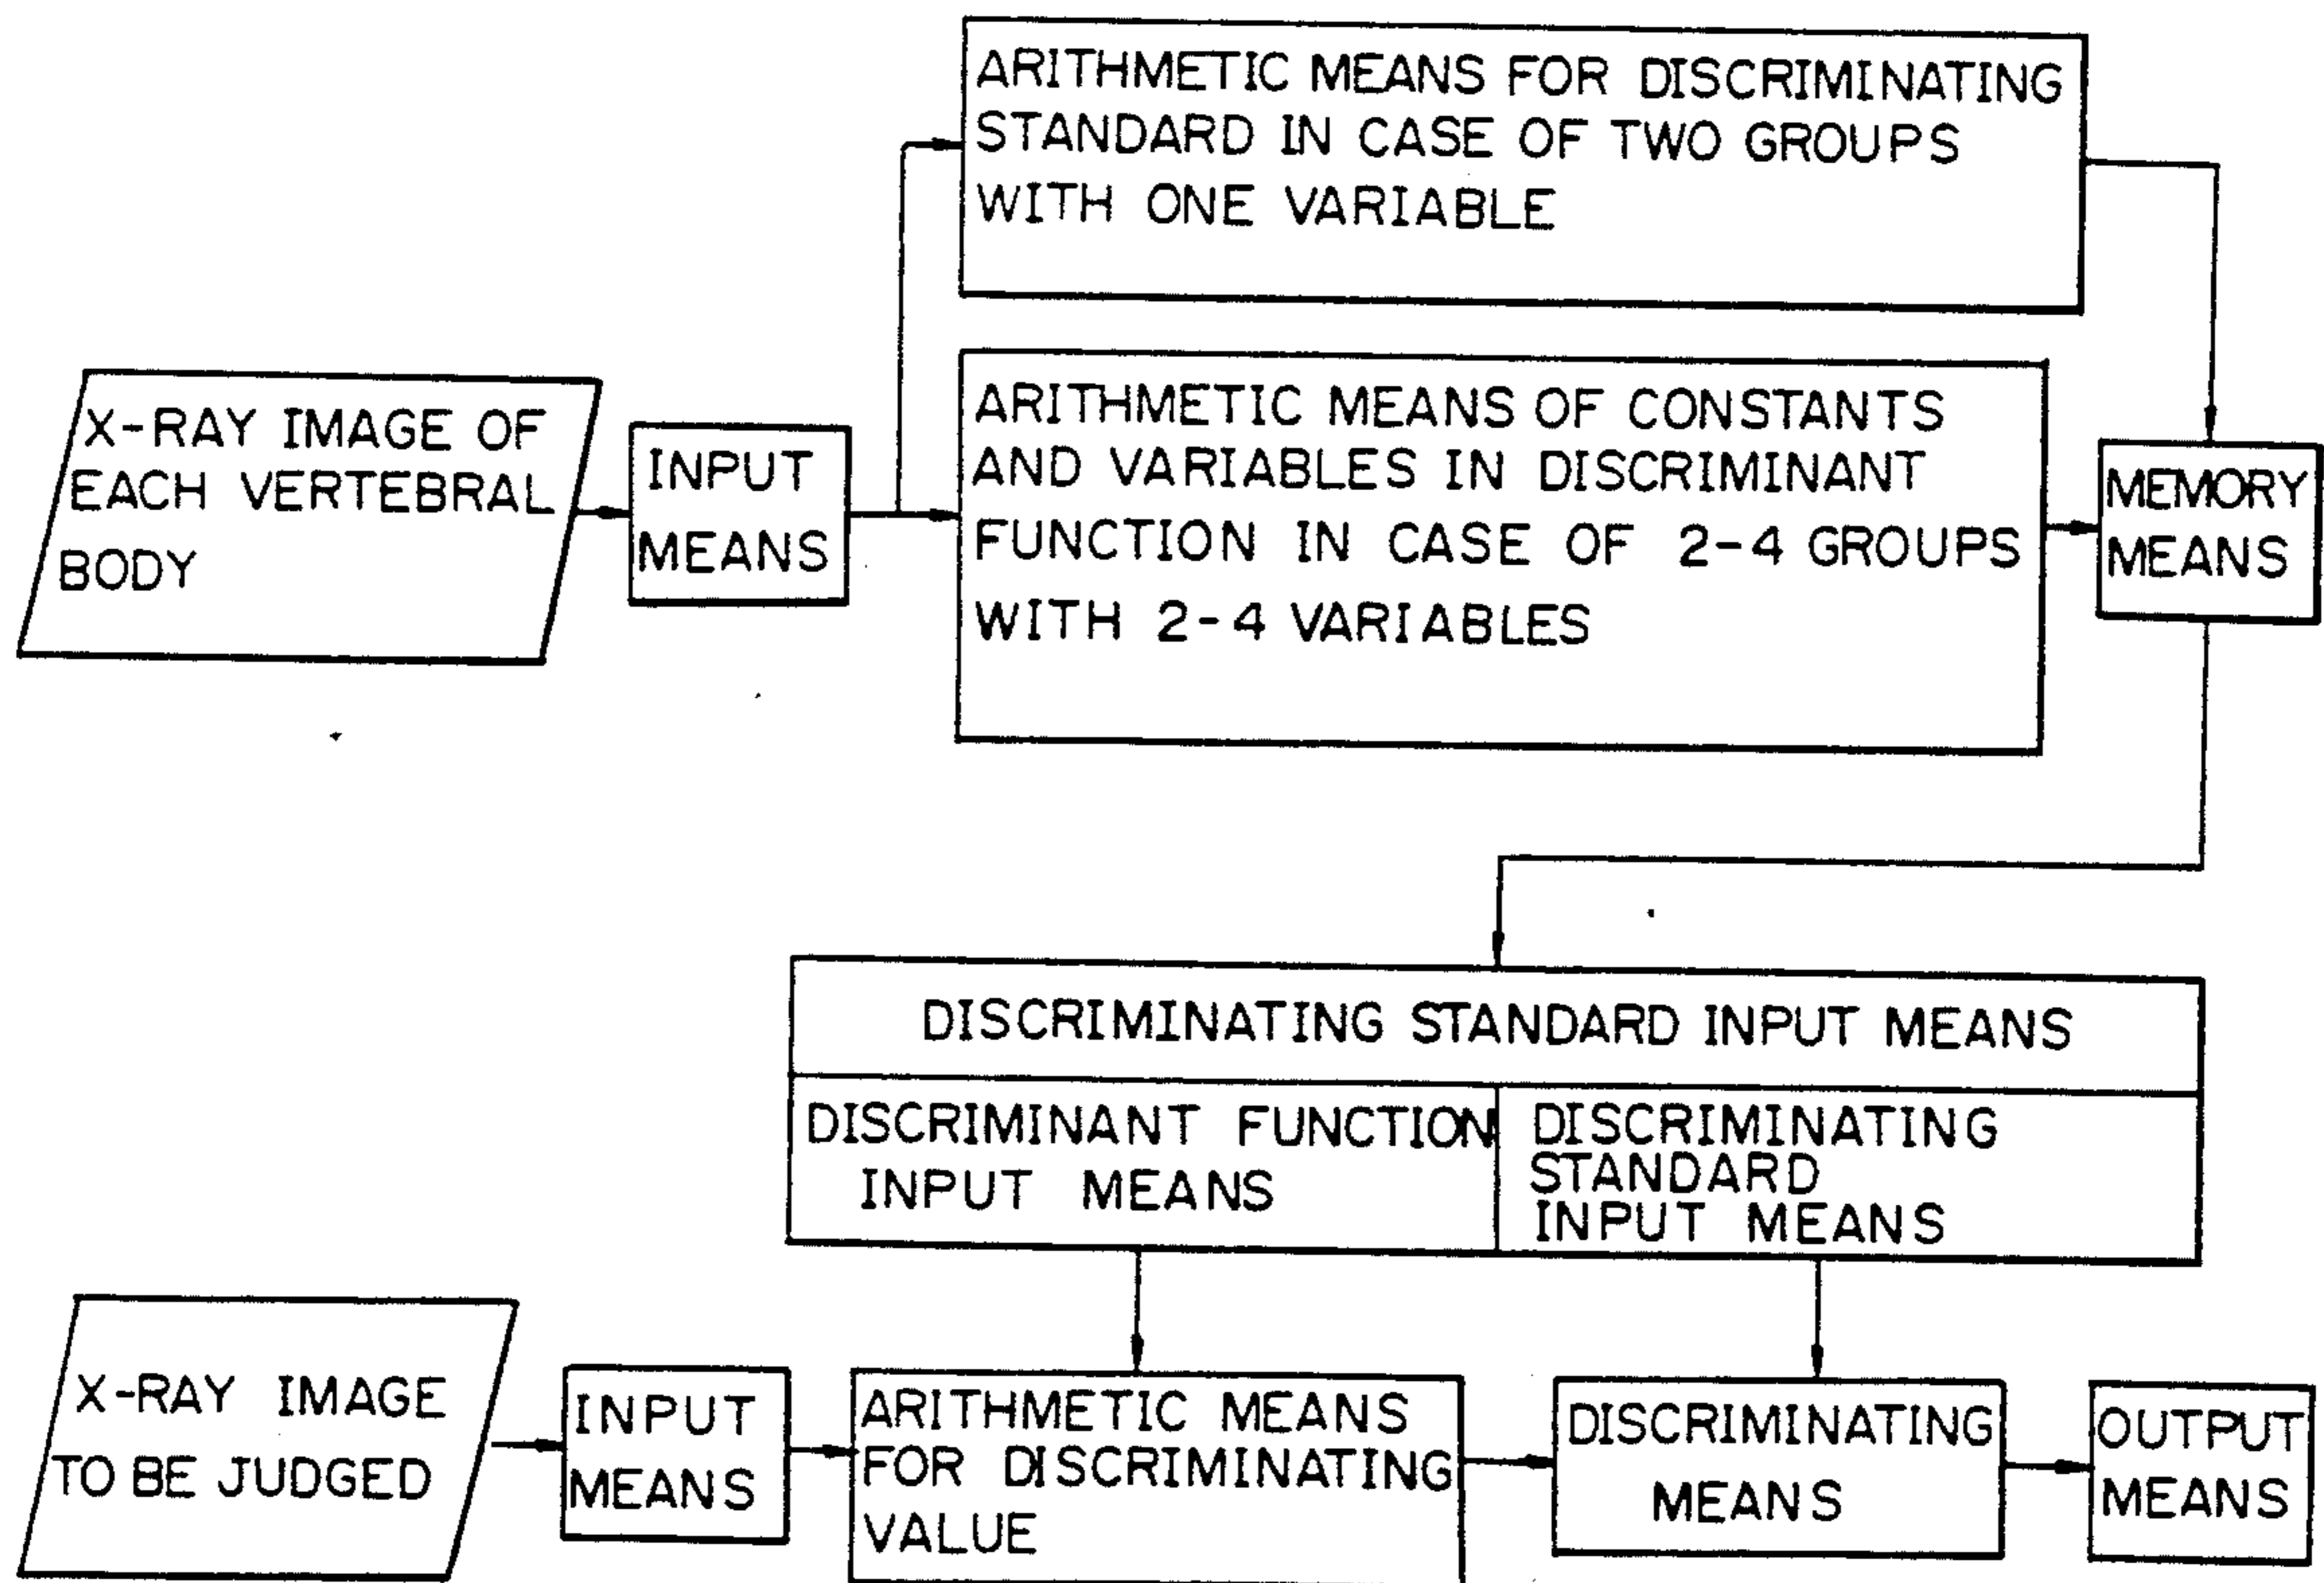 ARITHMETIC MEANS FOR DISCRIMINATING
STANDARD IN CASE OF TWO GROUPS
WITH ONE VARIABLE
X-RAY IMAGE OF
EACH VERTEBRAL
BODY
INPUT
MEANS
ARITHMETIC MEANS OF CONSTANTS
AND VARIABLES IN DISCRIMINANT
FUNCTION IN CASE OF 2-4 GROUPS
WITH 2-4 VARIABLES
MEMORY
MEANS
DISCRIMINATING STANDARD INPUT MEANS
DISCRIMINANT FUNCTION
INPUT MEANS
DISCRIMINATING
STANDARD
INPUT MEANS
X-RAY IMAGE
TO BE JUDGED
INPUT
MEANS
ARITHMETIC MEANS
FOR DISCRIMINATING
VALUE
DISCRIMINATING
MEANS
OUTPUT
MEANS